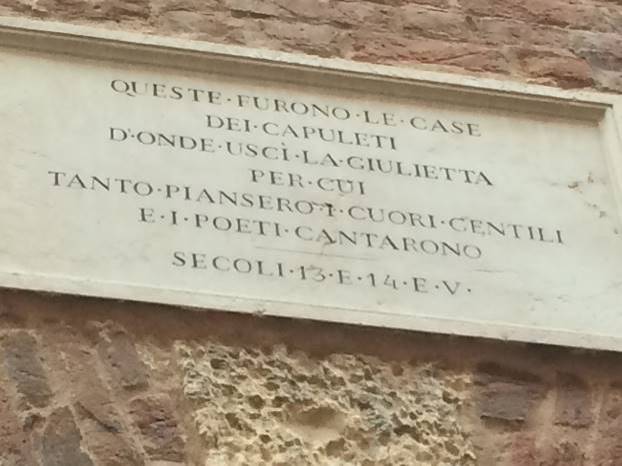 QUESTE·FURONO·LE·CASE
DEI·CAPULETI
D'ONDE·USCÌ·LA·GIULIETTA
PER·CUI
TANTO·PIANSERO·I·CUORI·GENTILI
E·I·POETI·CANTARONO
SECOLI·13·E·14·E·V·